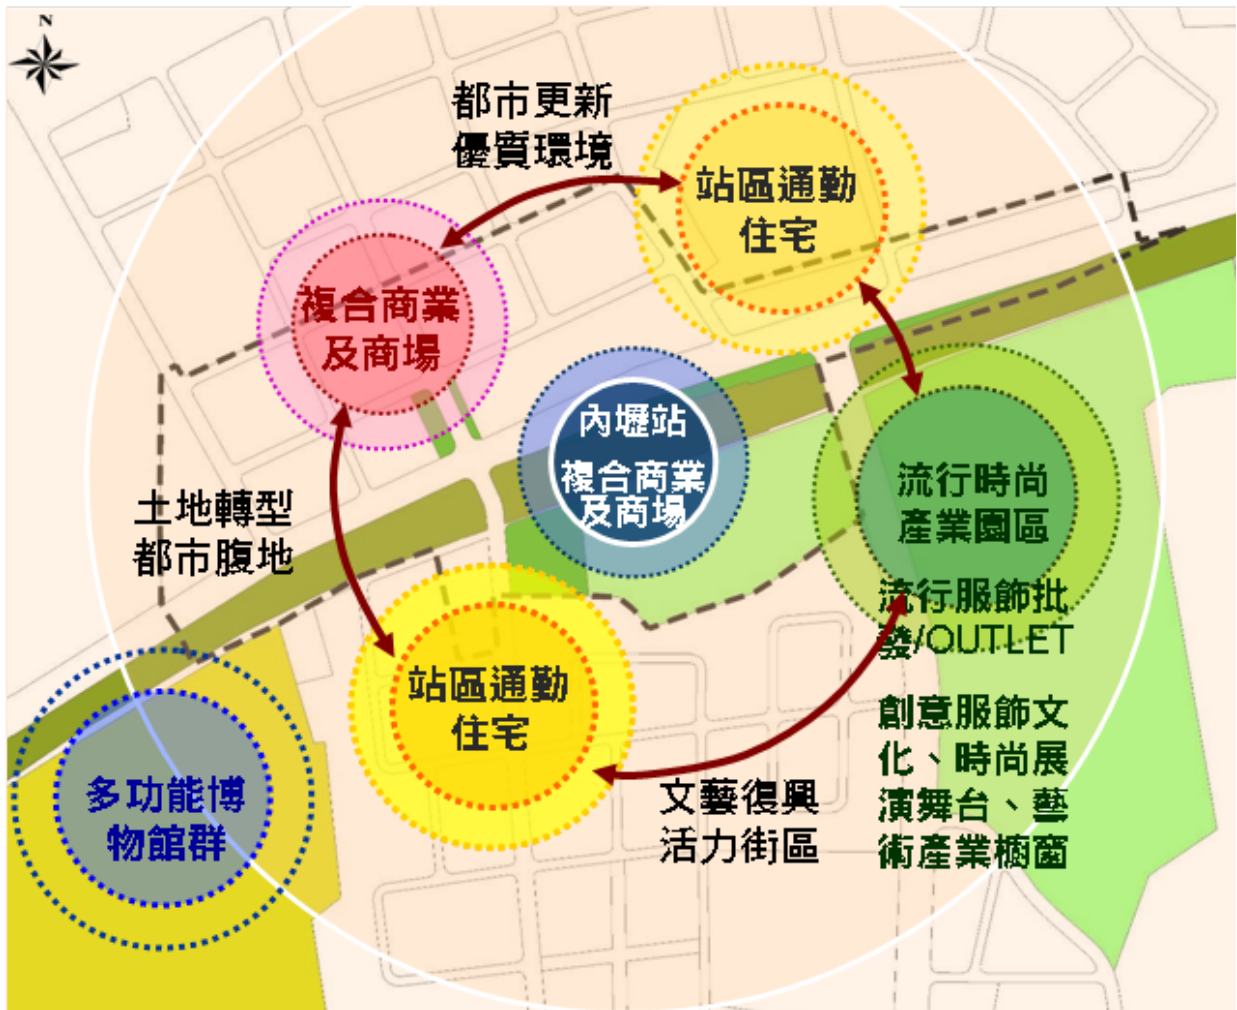 N
都市更新
優質環境
站區通勤
住宅
複合商業
及商場
內壢站
複合商業
及商場
流行時尚
產業園區
土地轉型
都市腹地
流行服飾批
發/OUTLET
站區通勤
住宅
創意服飾文
化、時尚展
演舞台、藝
術產業櫥窗
多功能博
物館群
文藝復興
活力街區